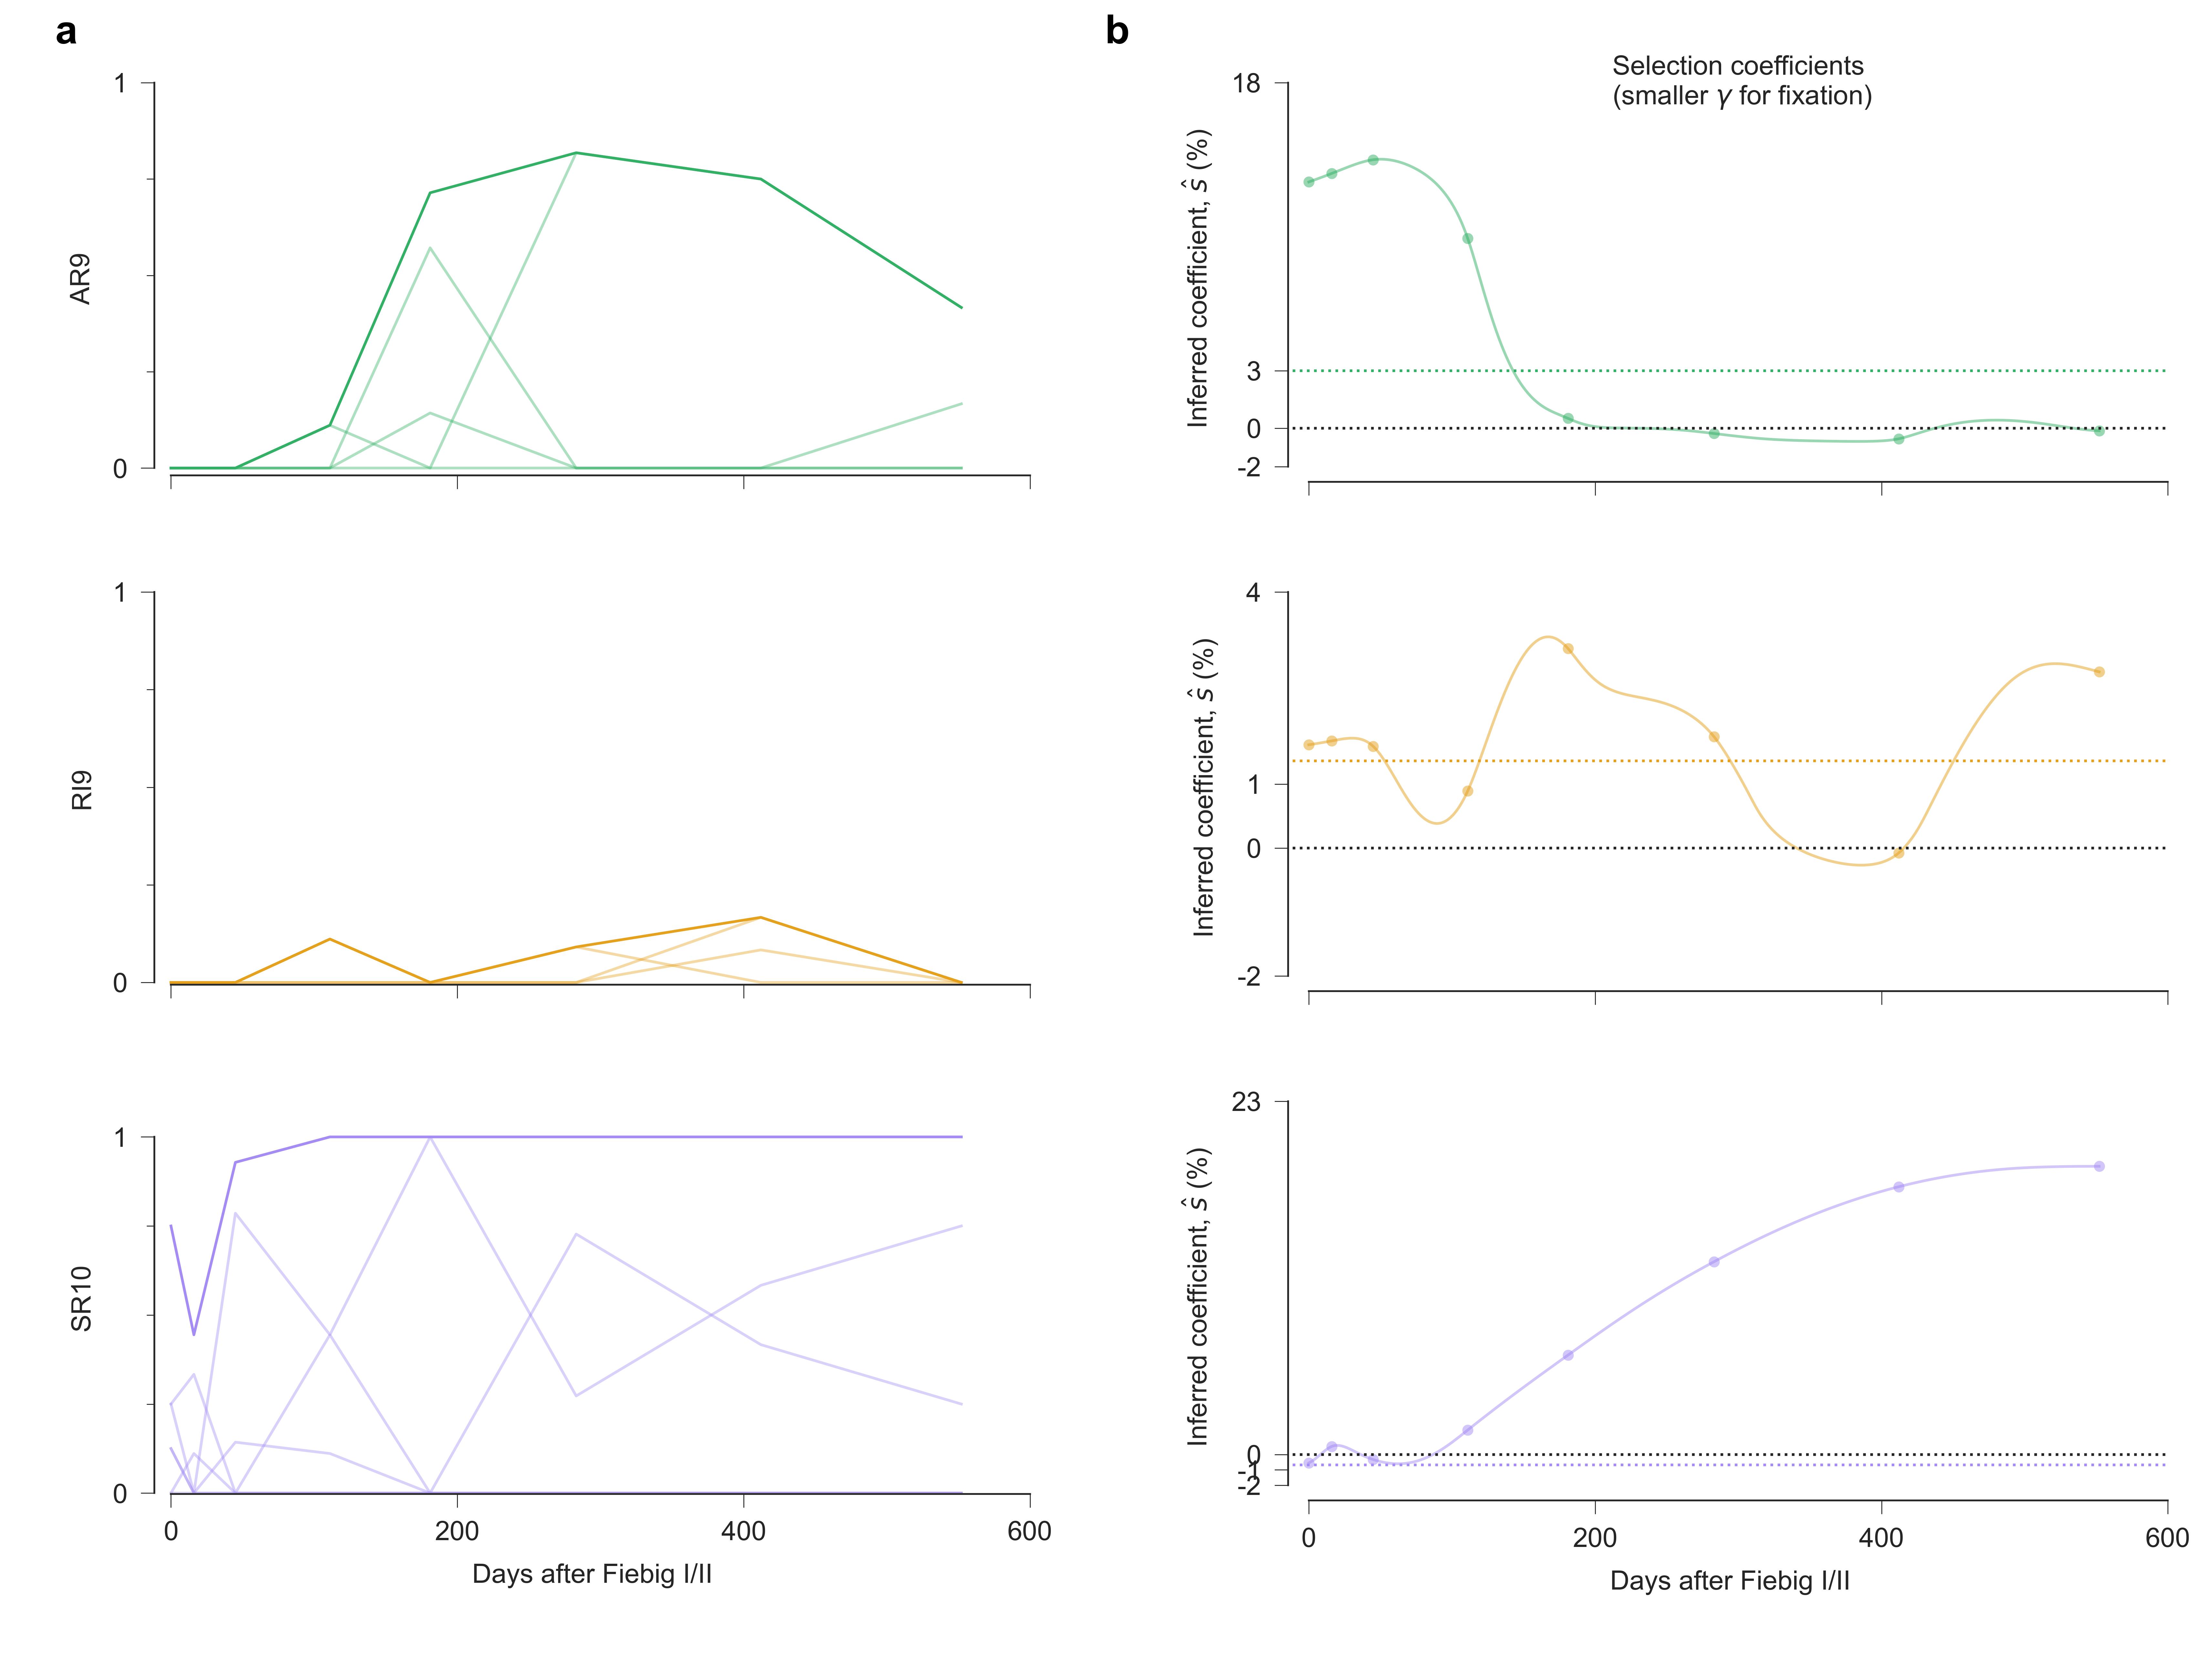 a
1
0
AR9
1
0
RI9
1
0
SR10
0 200 400 600
Days after Fiebig I/II
b
Selection coefficients
(smaller γ for fixation)
18
3
0
-2
Inferred coefficient, ŝ (%)
4
1
0
-2
Inferred coefficient, ŝ (%)
23
0
-1
-2
Inferred coefficient, ŝ (%)
0 200 400 600
Days after Fiebig I/II